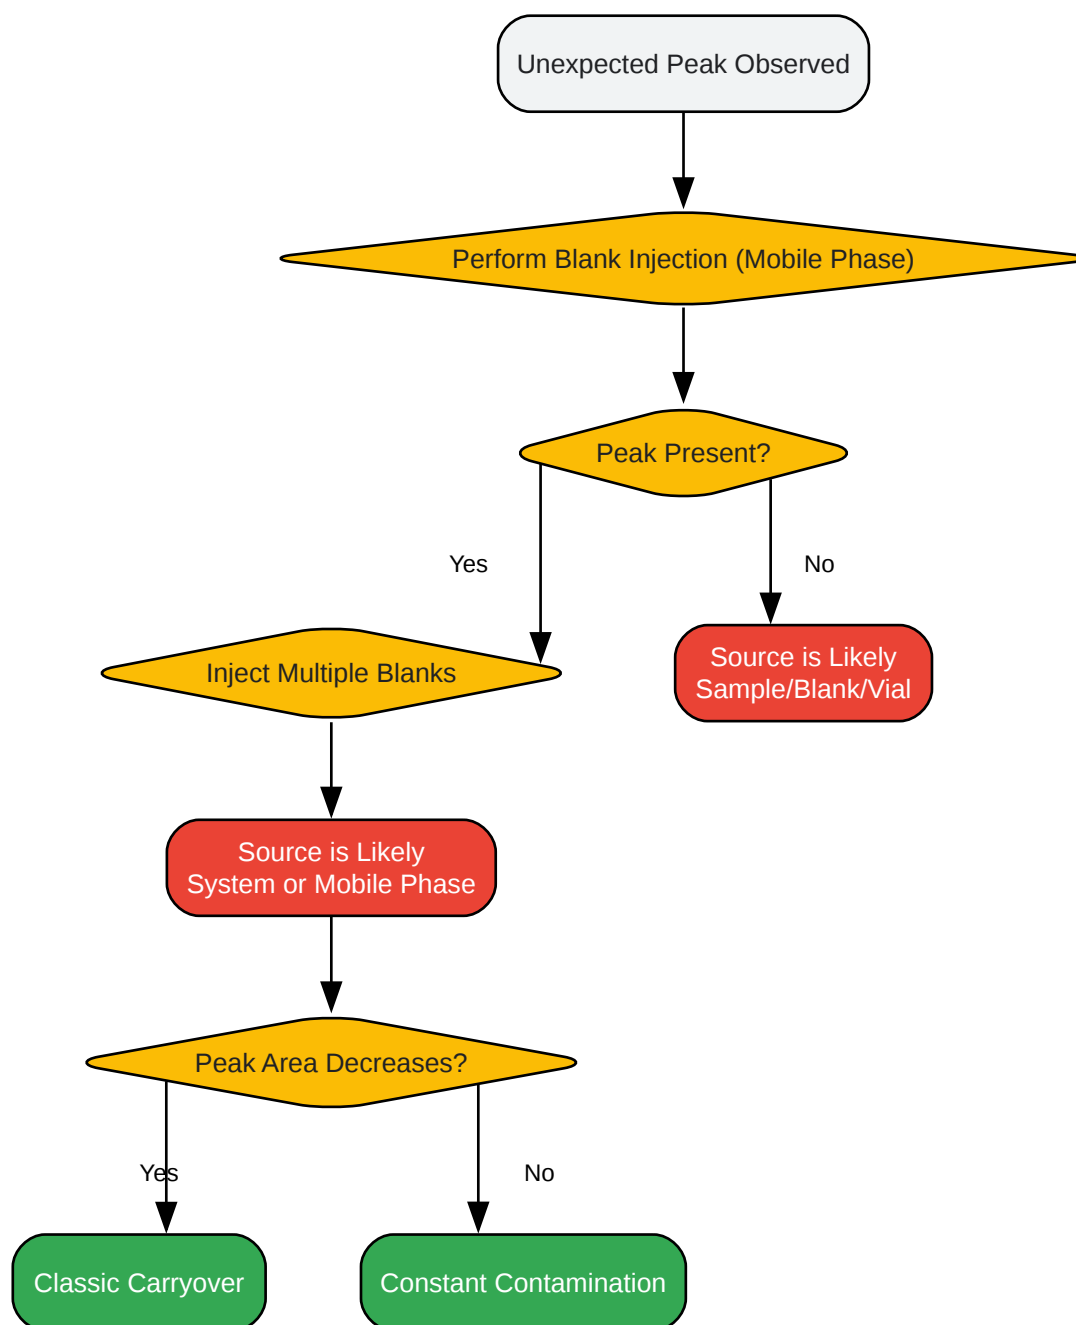 Unexpected Peak Observed
Perform Blank Injection (Mobile Phase)
Peak Present?
Yes
No
Inject Multiple Blanks
Source is Likely
Sample/Blank/Vial
Source is Likely
System or Mobile Phase
Peak Area Decreases?
Yes
No
Classic Carryover
Constant Contamination